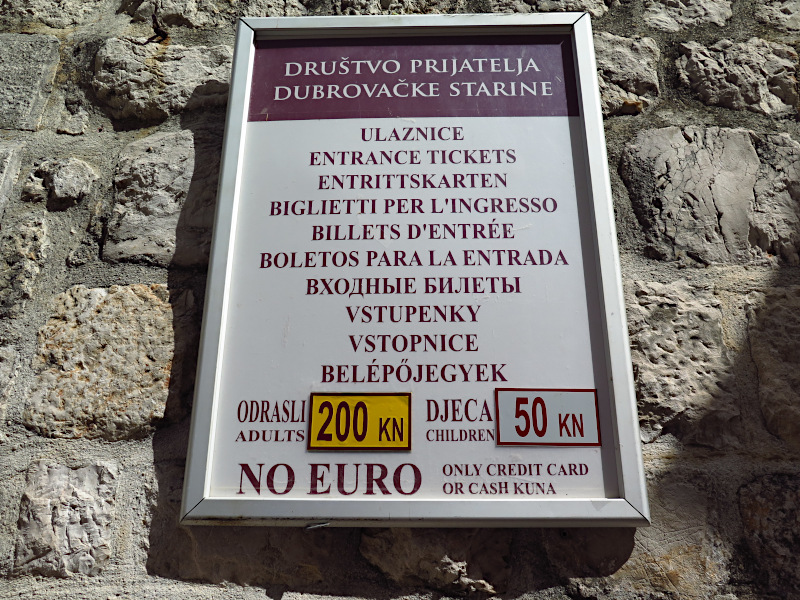 DRUŠTVO PRIJATELJA
DUBROVAČKE STARINE
ULAZNICE
ENTRANCE TICKETS
ENTRITTSKARTEN
BIGLIETTI PER L'INGRESSO
BILLETS D'ENTRÉE
BOLETOS PARA LA ENTRADA
ВХОДНЫЕ БИЛЕТЫ
VSTUPENKY
VSTOPNICE
BELÉPŐJEGYEK
ODRASLI 200 KN DJECA 50 KN
ADULTS CHILDREN
NO EURO ONLY CREDIT CARD
OR CASH KUNA